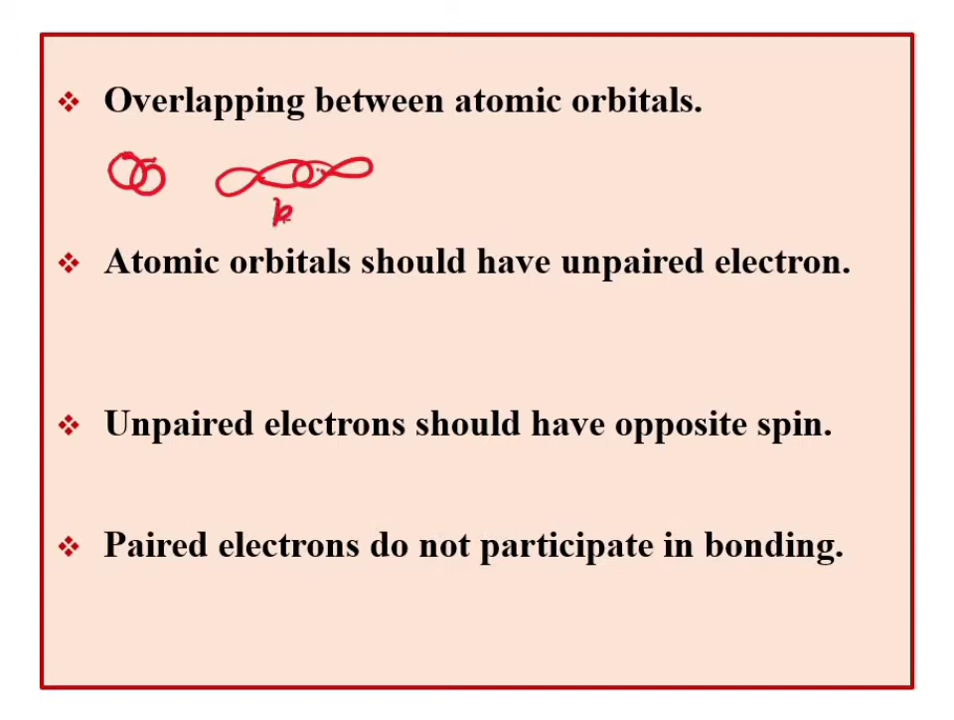 Overlapping between atomic orbitals.
Atomic orbitals should have unpaired electron.
Unpaired electrons should have opposite spin.
Paired electrons do not participate in bonding.